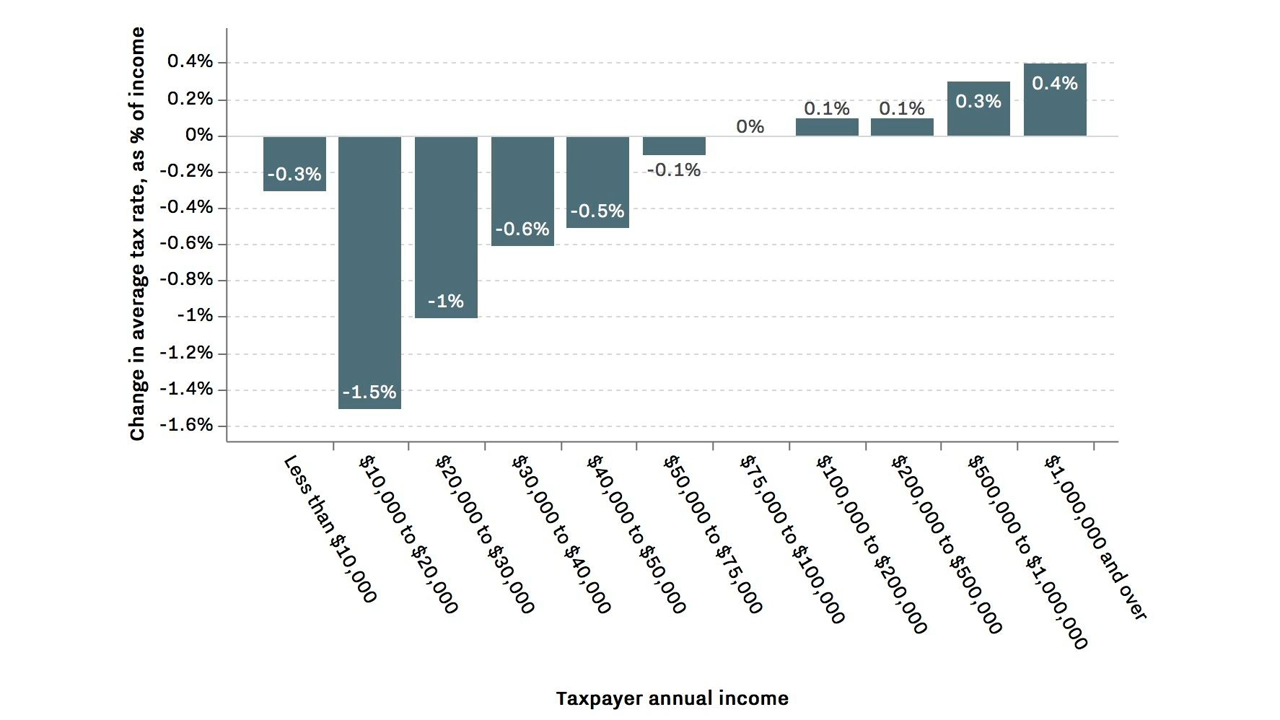 Change in average tax rate, as % of income
0.4%
0.2%
0%
-0.2%
-0.4%
-0.6%
-0.8%
-1%
-1.2%
-1.4%
-1.6%
-0.3%
-1.5%
-1%
-0.6%
-0.5%
-0.1%
0%
0.1%
0.1%
0.3%
0.4%
Less than $10,000
$10,000 to $20,000
$20,000 to $30,000
$30,000 to $40,000
$40,000 to $50,000
$50,000 to $75,000
$75,000 to $100,000
$100,000 to $200,000
$200,000 to $500,000
$500,000 to $1,000,000
$1,000,000 and over
Taxpayer annual income